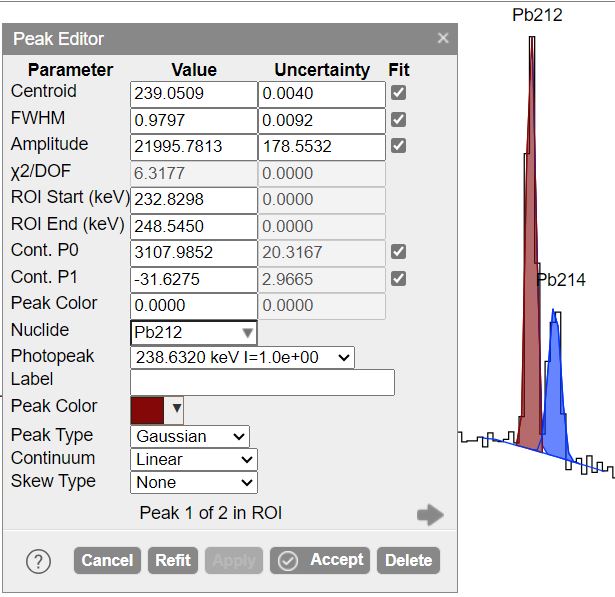 Pb212
Peak Editor ×
Parameter Value Uncertainty Fit
Centroid 239.0509 0.0040
FWHM 0.9797 0.0092
Amplitude 21995.7813 178.5532
χ2/DOF 6.3177 0.0000
ROI Start (keV) 232.8298 0.0000
ROI End (keV) 248.5450 0.0000
Cont. P0 3107.9852 20.3167
Cont. P1 -31.6275 2.9665
Peak Color 0.0000 0.0000
Nuclide Pb212
Photopeak 238.6320 keV I=1.0e+00
Label
Peak Color
Peak Type Gaussian
Continuum Linear
Skew Type None
Peak 1 of 2 in ROI
? Cancel Refit Apply Accept Delete
Pb214